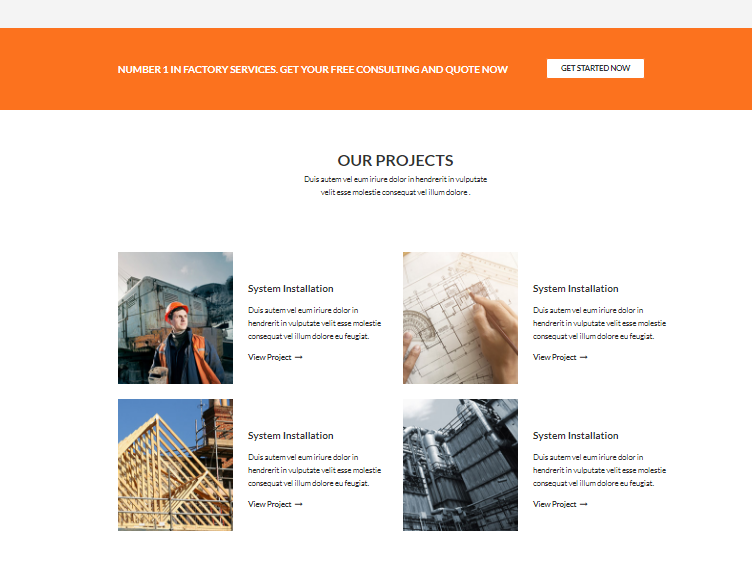 NUMBER 1 IN FACTORY SERVICES. GET YOUR FREE CONSULTING AND QUOTE NOW
GET STARTED NOW
OUR PROJECTS
Duis autem vel eum iriure dolor in hendrerit in vulputate
velit esse molestie consequat vel illum dolore .
System Installation
Duis autem vel eum iriure dolor in
hendrerit in vulputate velit esse molestie
consequat vel illum dolore eu feugiat.
View Project →
System Installation
Duis autem vel eum iriure dolor in
hendrerit in vulputate velit esse molestie
consequat vel illum dolore eu feugiat.
View Project →
System Installation
Duis autem vel eum iriure dolor in
hendrerit in vulputate velit esse molestie
consequat vel illum dolore eu feugiat.
View Project →
System Installation
Duis autem vel eum iriure dolor in
hendrerit in vulputate velit esse molestie
consequat vel illum dolore eu feugiat.
View Project →